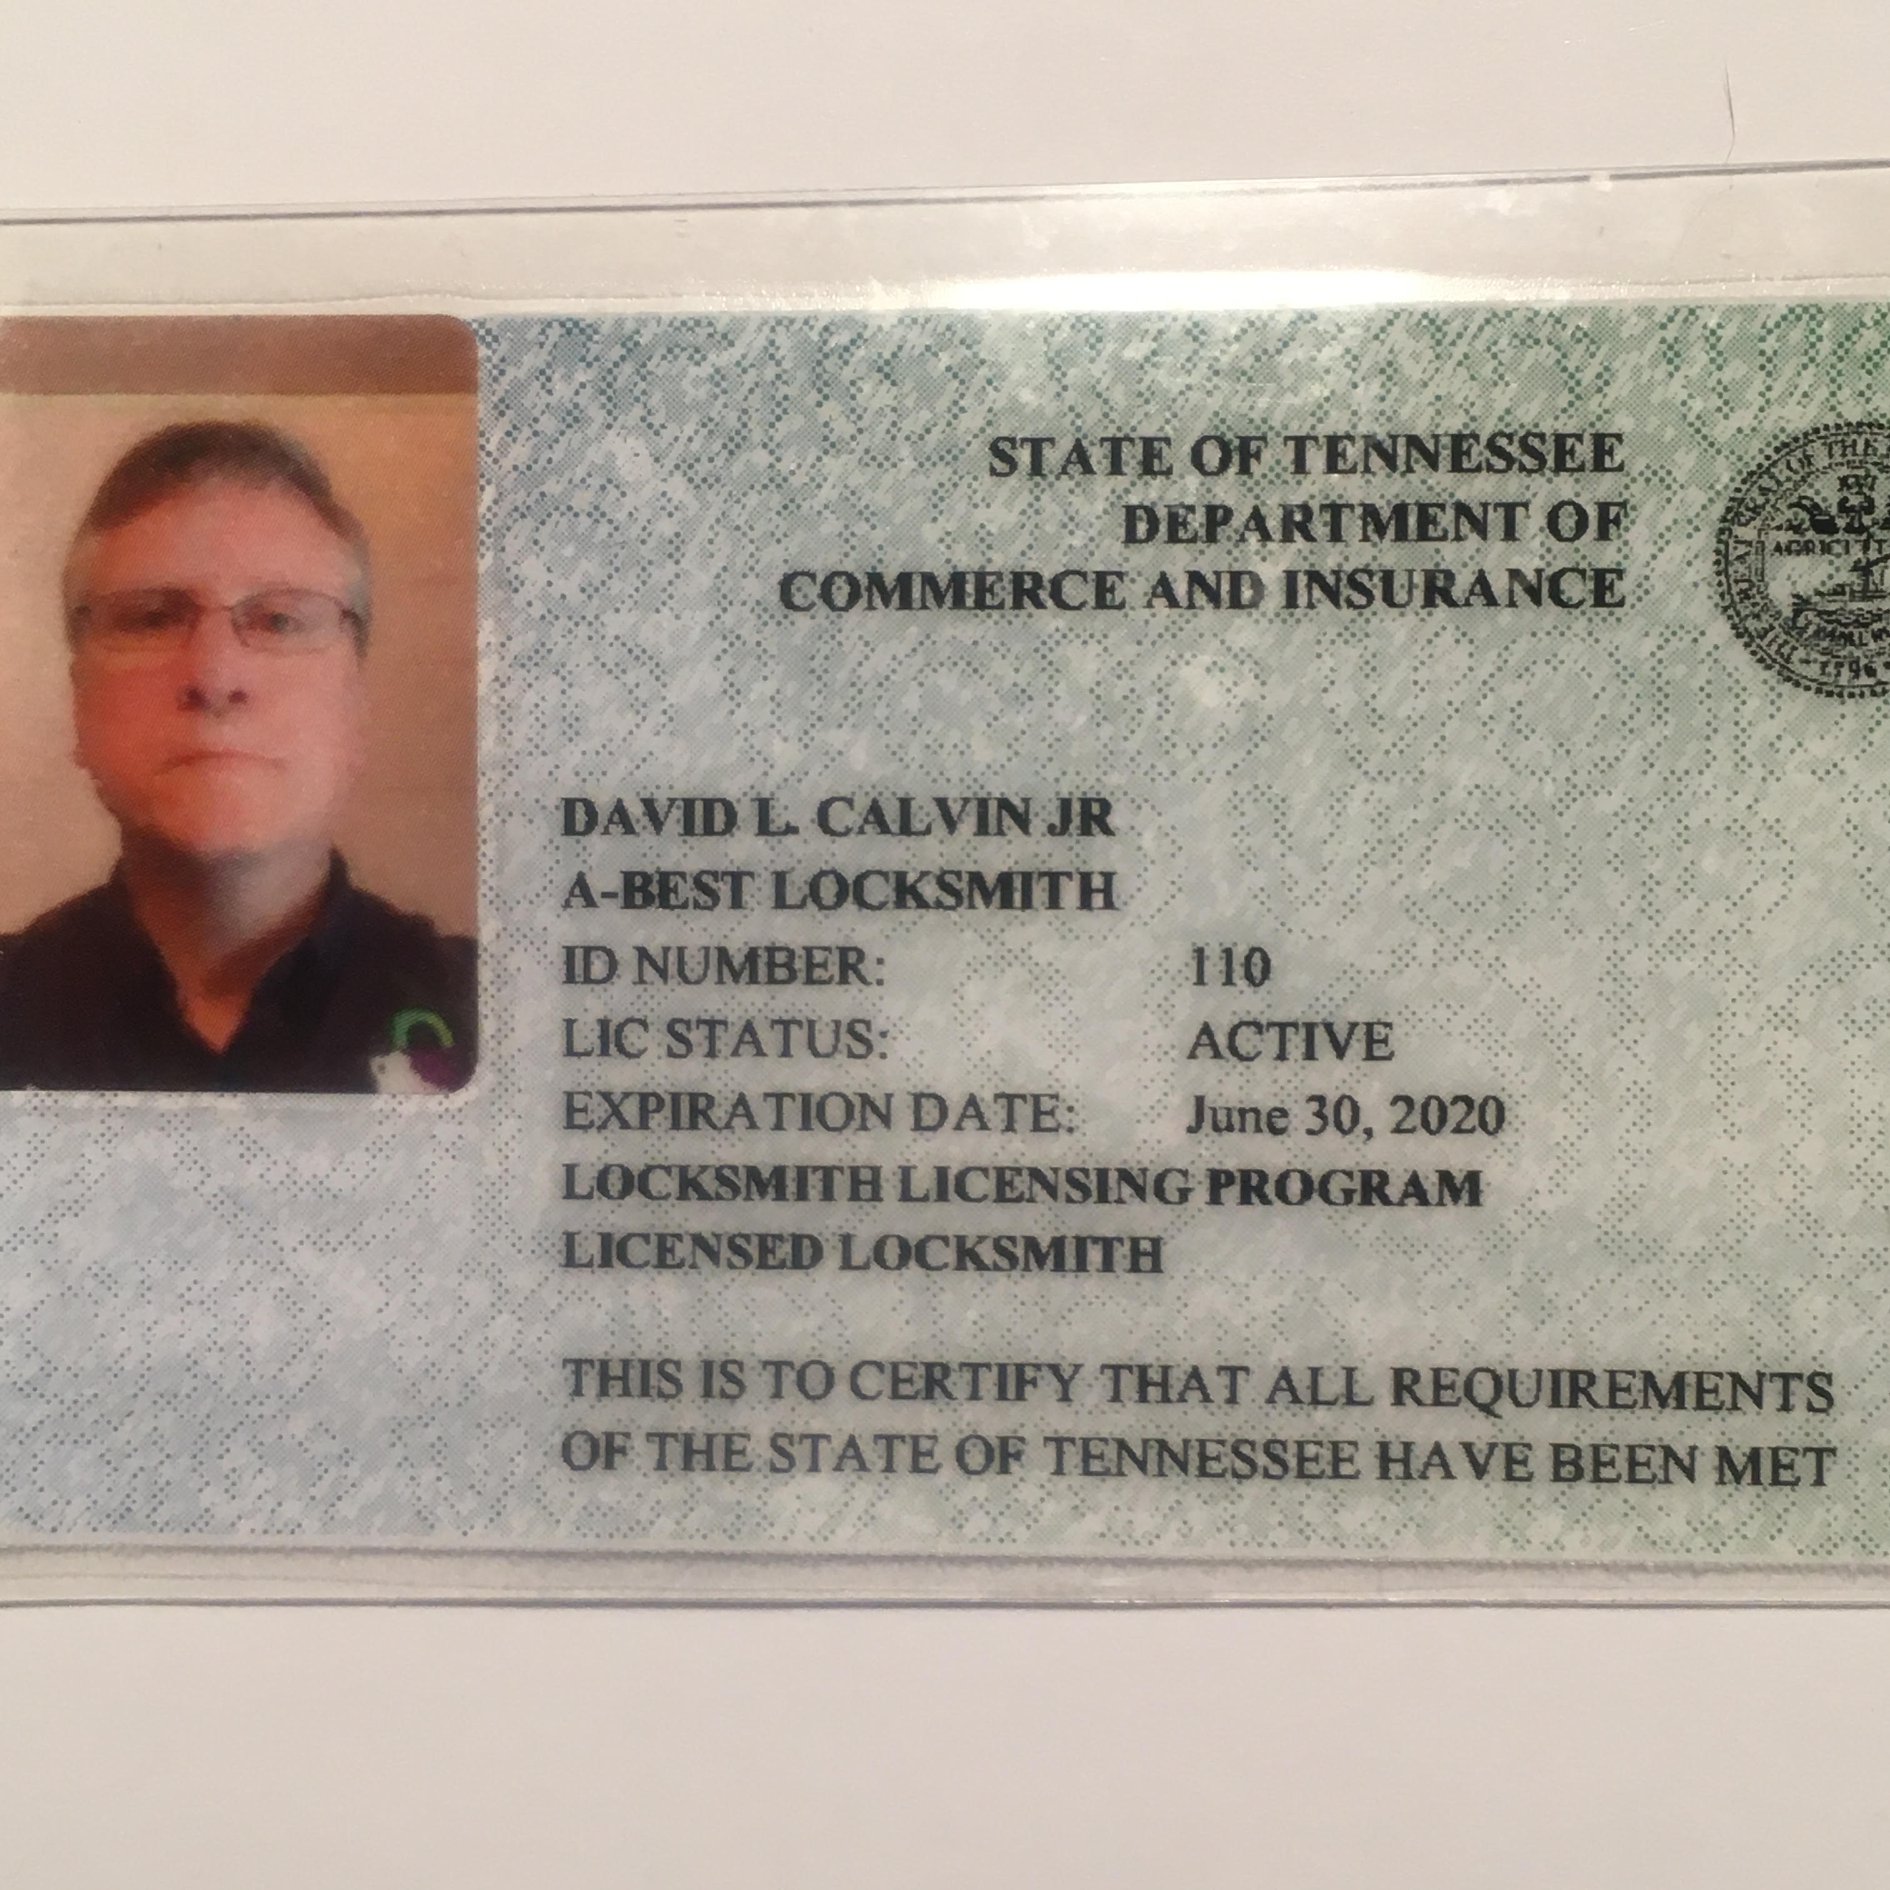 STATE OF TENNESSEE
DEPARTMENT OF
COMMERCE AND INSURANCE
DAVID L. CALVIN JR
A-BEST LOCKSMITH
ID NUMBER: 110
LIC STATUS: ACTIVE
EXPIRATION DATE: June 30, 2020
LOCKSMITH LICENSING PROGRAM
LICENSED LOCKSMITH
THIS IS TO CERTIFY THAT ALL REQUIREMENTS
OF THE STATE OF TENNESSEE HAVE BEEN MET